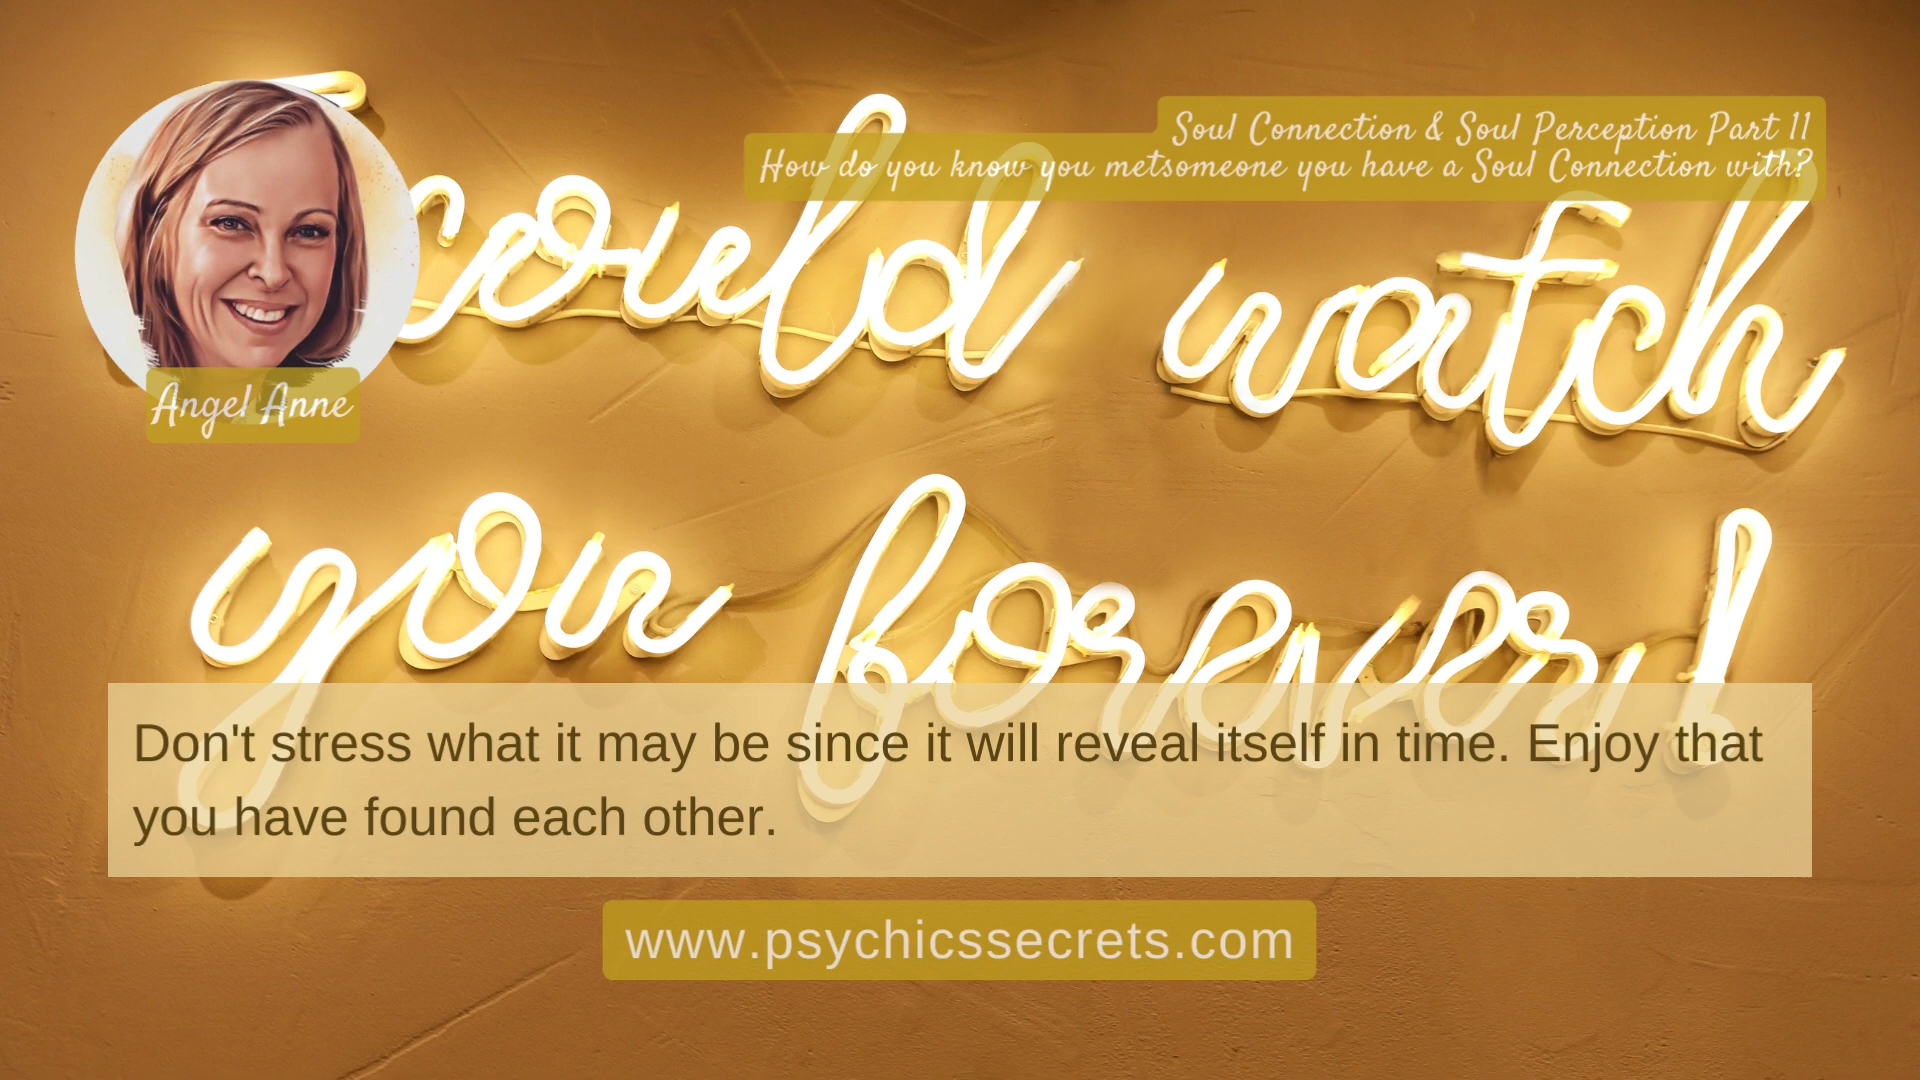 Soul Connection & Soul Perception Part 11
How do you know you metsomeone you have a Soul Connection with?
could watch
Angel Anne
you forever!
Don't stress what it may be since it will reveal itself in time. Enjoy that
you have found each other.
www.psychicssecrets.com